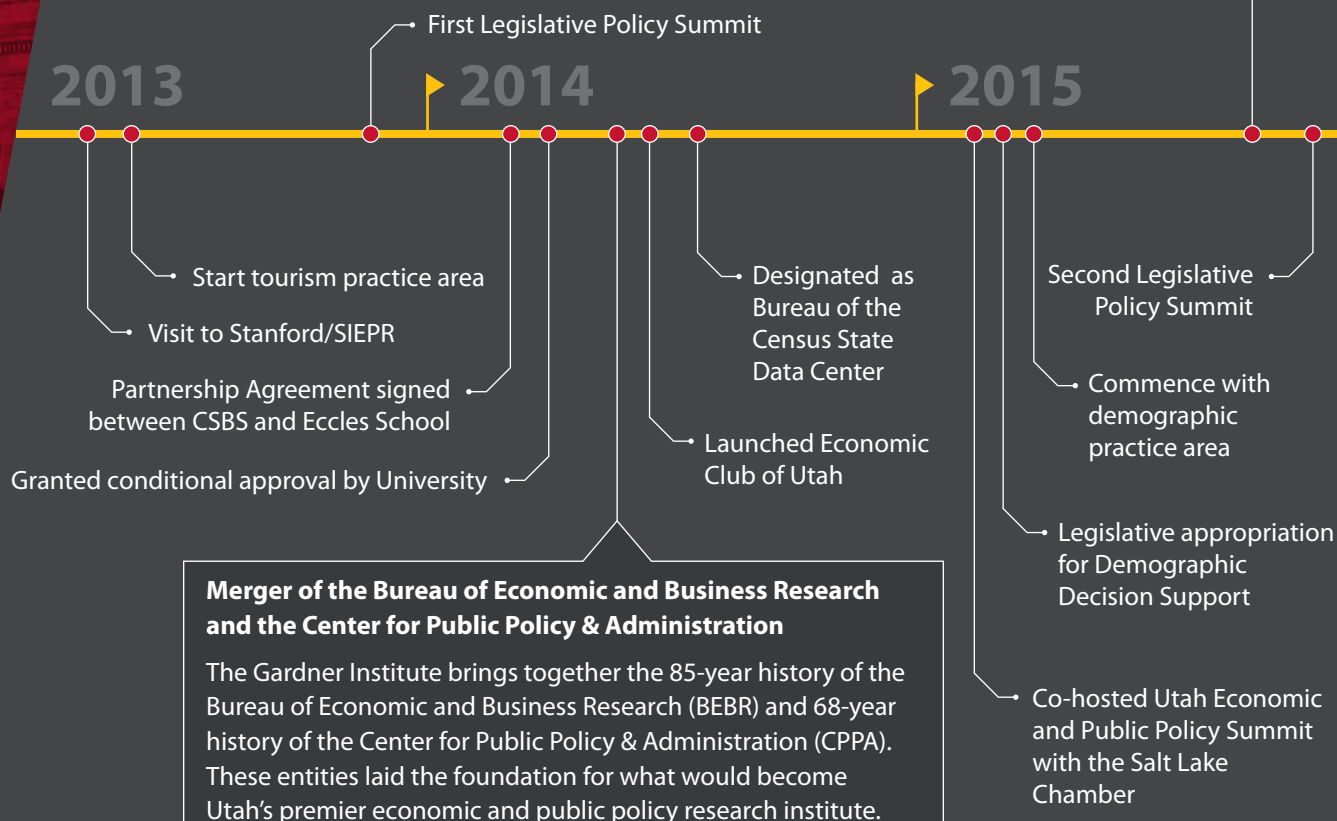 First Legislative Policy Summit
2013
2014
2015
Start tourism practice area
Visit to Stanford/SIEPR
Partnership Agreement signed
between CSBS and Eccles School
Granted conditional approval by University
Merger of the Bureau of Economic and Business Research
and the Center for Public Policy & Administration
The Gardner Institute brings together the 85-year history of the
Bureau of Economic and Business Research (BEBR) and 68-year
history of the Center for Public Policy & Administration (CPPA).
These entities laid the foundation for what would become
Utah's premier economic and public policy research institute.
Designated as
Bureau of the
Census State
Data Center
Launched Economic
Club of Utah
Second Legislative
Policy Summit
Commence with
demographic
practice area
Legislative appropriation
for Demographic
Decision Support
Co-hosted Utah Economic
and Public Policy Summit
with the Salt Lake
Chamber